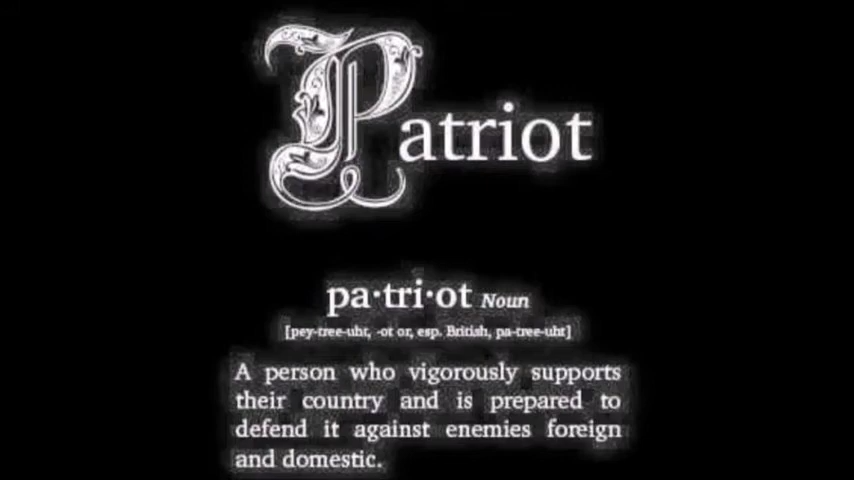 Patriot
pa·tri·ot Noun
[pey-tree-uht, -ot or, esp. British, pa-tree-uht]
A person who vigorously supports
their country and is prepared to
defend it against enemies foreign
and domestic.